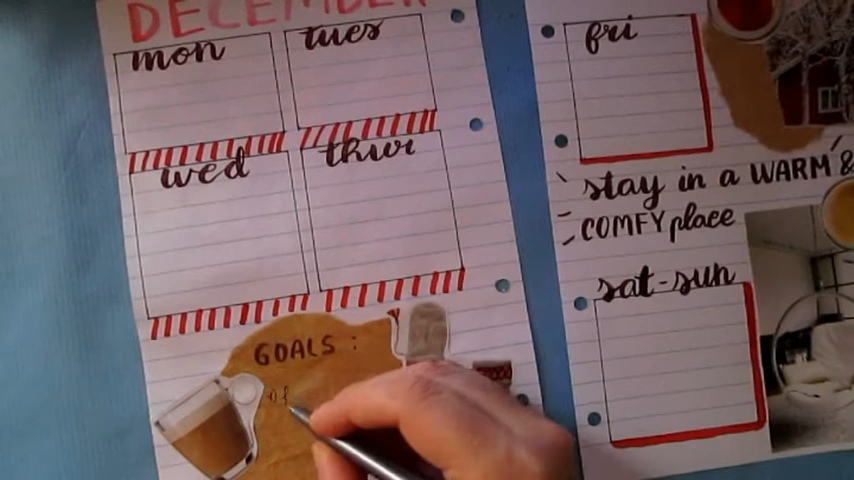 DECEMBER
mon
tues
wed
thur
GOALS :
fri
stay in a WARM &
COMFY place
sat-sun